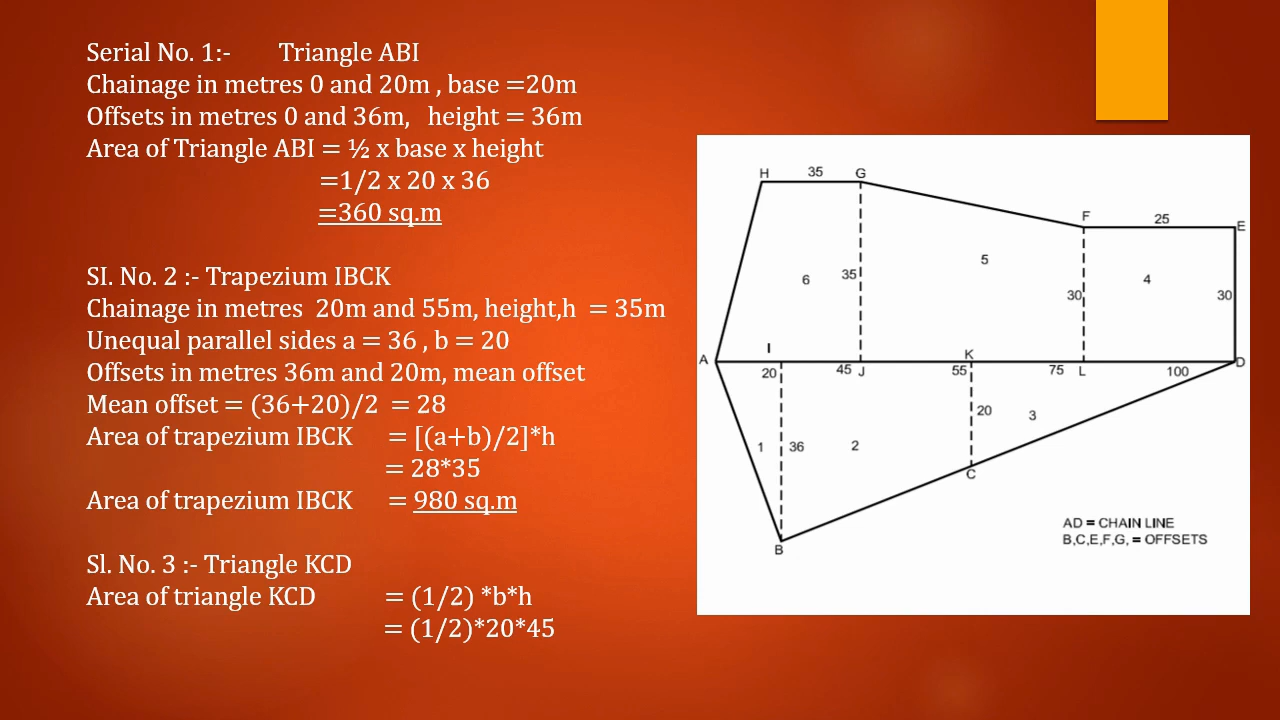 Serial No. 1:- Triangle ABI
Chainage in metres 0 and 20m , base =20m
Offsets in metres 0 and 36m, height = 36m
Area of Triangle ABI = ½ x base x height
=1/2 x 20 x 36
=360 sq.m
SI. No. 2 :- Trapezium IBCK
Chainage in metres 20m and 55m, height,h = 35m
Unequal parallel sides a = 36 , b = 20
Offsets in metres 36m and 20m, mean offset
Mean offset = (36+20)/2 = 28
Area of trapezium IBCK = [(a+b)/2]*h
= 28*35
Area of trapezium IBCK = 980 sq.m
Sl. No. 3 :- Triangle KCD
Area of triangle KCD = (1/2) *b*h
= (1/2)*20*45
H 35 G
F 25 E
5
6 35 4
30 30
I K
A D
20 45 J 55 75 L 100
20 3
1 36 2
C
B
AD = CHAIN LINE
B,C,E,F,G, = OFFSETS